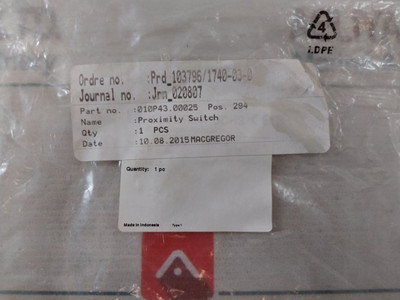 4
LDPE
Ordre no. :Prd_103796/1740-03-
Journal no. :Jrn_020807
Part no. :010P43.00025 Pos. 294
Name :Proximity Switch
Qty :1 PCS
Date :10.08.2015 MACGREGOR
Quantity: 1 pc
Made in Indonesia